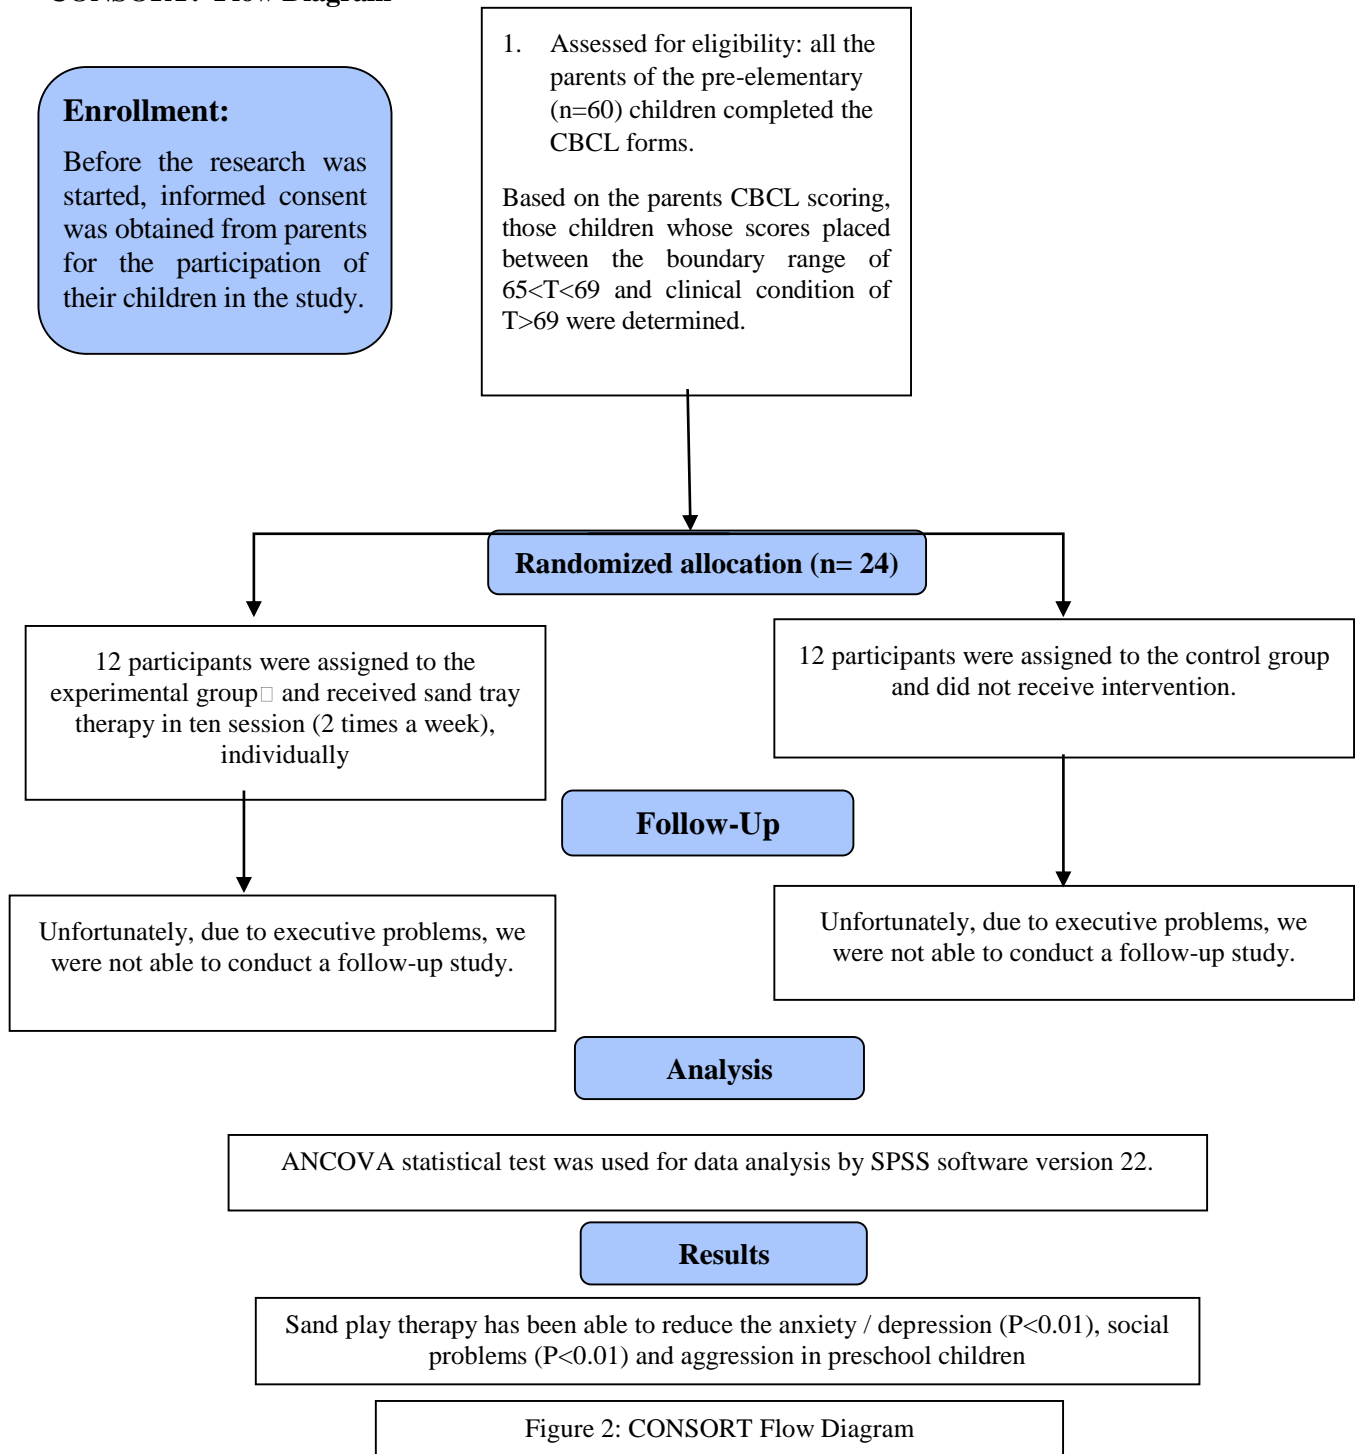 Flow Diagram
1. Assessed for eligibility: all the
parents of the pre-elementary
(n=60) children completed the
CBCL forms.
Based on the parents CBCL scoring,
those children whose scores placed
between the boundary range of
65<T<69 and clinical condition of
T>69 were determined.
Enrollment:
Before the research was
started, informed consent
was obtained from parents
for the participation of
their children in the study.
Randomized allocation (n= 24)
12 participants were assigned to the
experimental group□ and received sand tray
therapy in ten session (2 times a week),
individually
12 participants were assigned to the control group
and did not receive intervention.
Follow-Up
Unfortunately, due to executive problems, we
were not able to conduct a follow-up study.
Unfortunately, due to executive problems, we
were not able to conduct a follow-up study.
Analysis
ANCOVA statistical test was used for data analysis by SPSS software version 22.
Results
Sand play therapy has been able to reduce the anxiety / depression (P<0.01), social
problems (P<0.01) and aggression in preschool children
Figure 2: CONSORT Flow Diagram